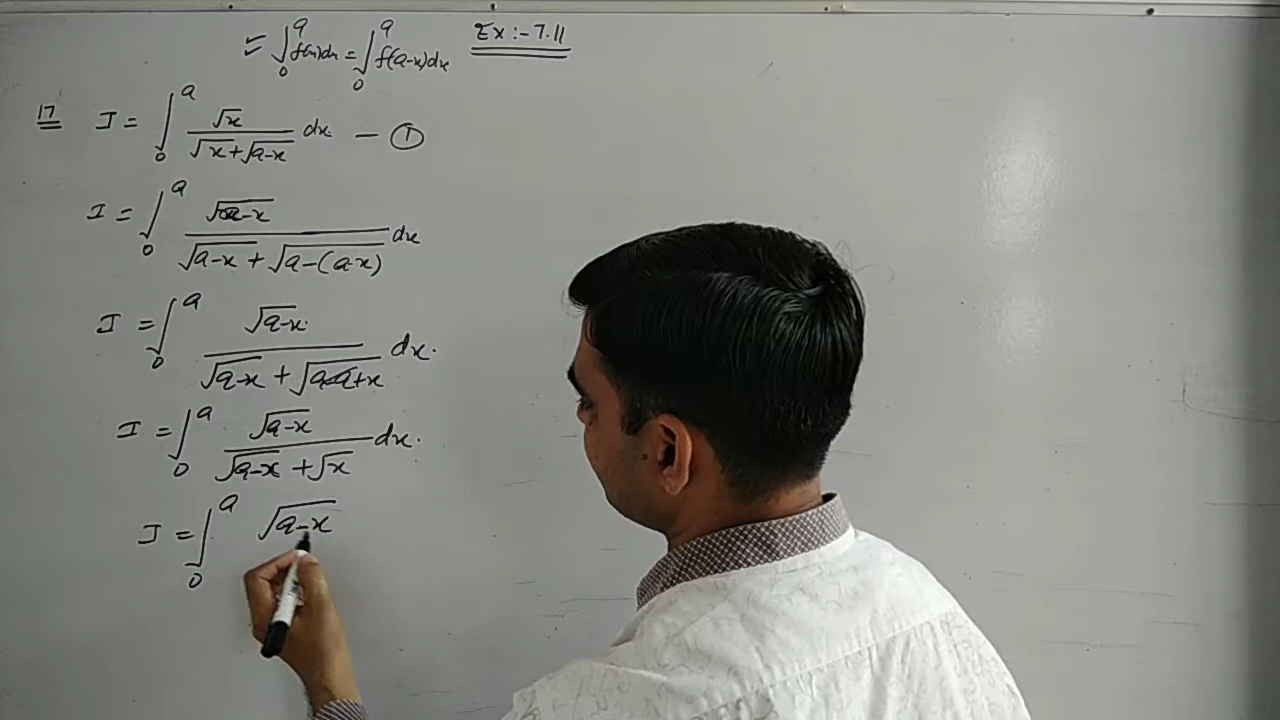 ∫₀ᵃ f(x)dx = ∫₀ᵃ f(a-x)dx Ex:- 7.11
17 I = ∫₀ᵃ √x / (√x + √a-x) dx. — ①
I = ∫₀ᵃ √a-x / (√a-x + √a-(a-x)) dx
I = ∫₀ᵃ √a-x. / (√a-x + √a-a+x) dx.
I = ∫₀ᵃ √a-x / (√a-x + √x) dx.
I = ∫₀ᵃ √a-x